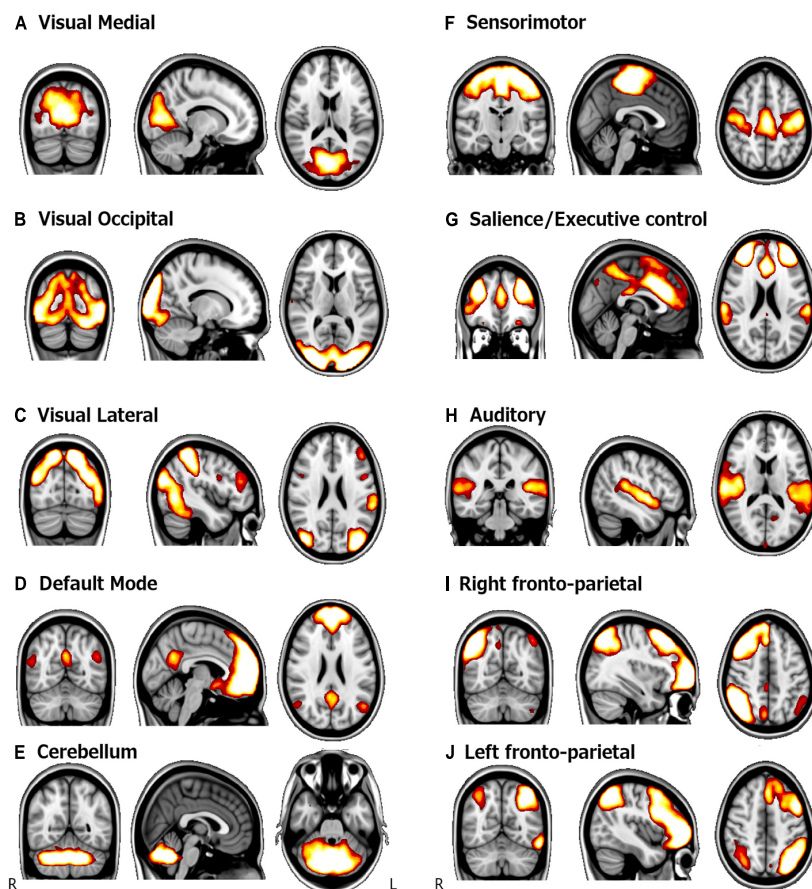 A Visual Medial
B Visual Occipital
C Visual Lateral
D Default Mode
E Cerebellum
R L
F Sensorimotor
G Salience/Executive control
H Auditory
I Right fronto-parietal
J Left fronto-parietal
R